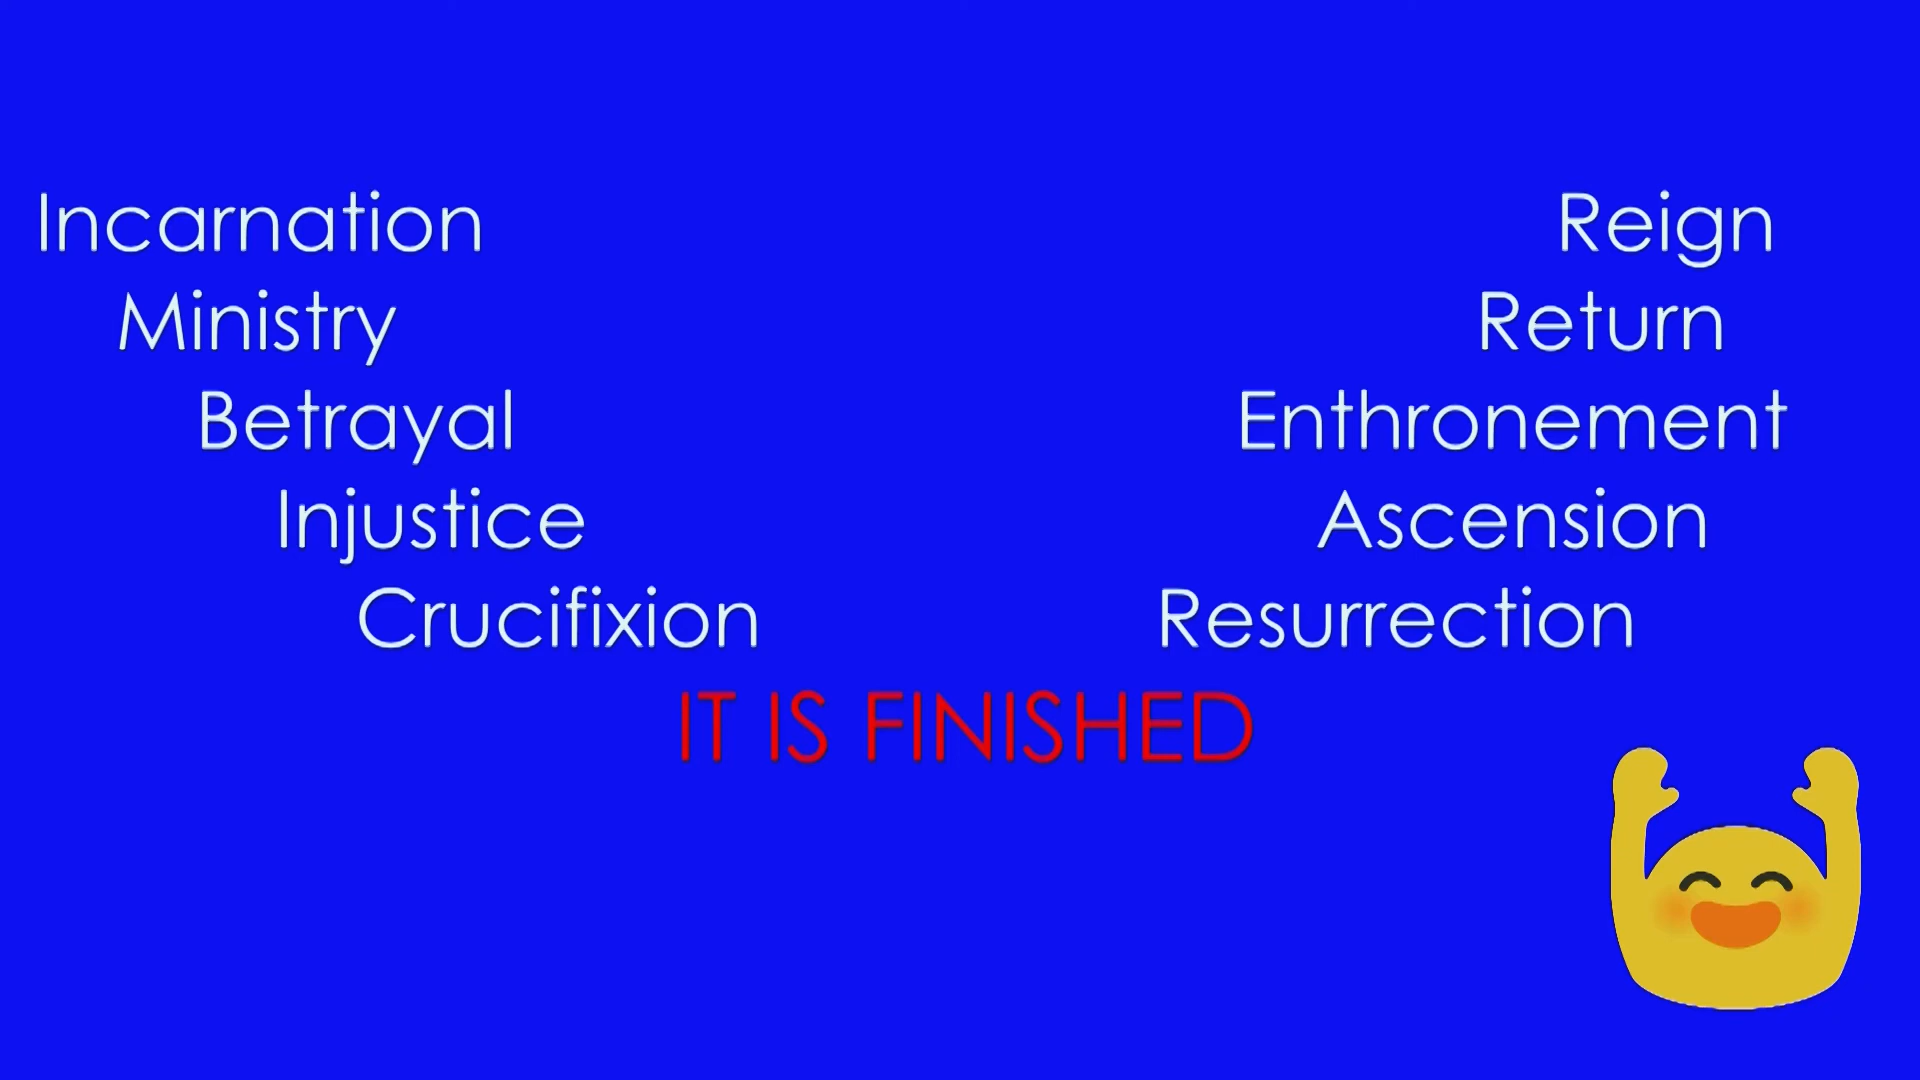 Incarnation
Ministry
Betrayal
Injustice
Crucifixion
IT IS FINISHED
Resurrection
Ascension
Enthronement
Return
Reign